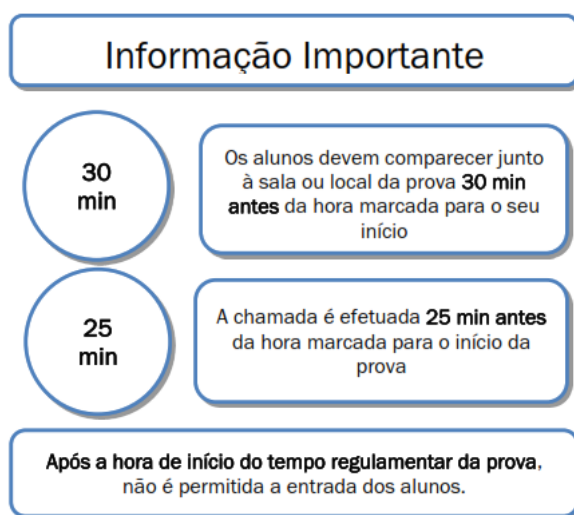 Informação Importante
30
min
Os alunos devem comparecer junto
à sala ou local da prova 30 min
antes da hora marcada para o seu
início
25
min
A chamada é efetuada 25 min antes
da hora marcada para o início da
prova
Após a hora de início do tempo regulamentar da prova,
não é permitida a entrada dos alunos.